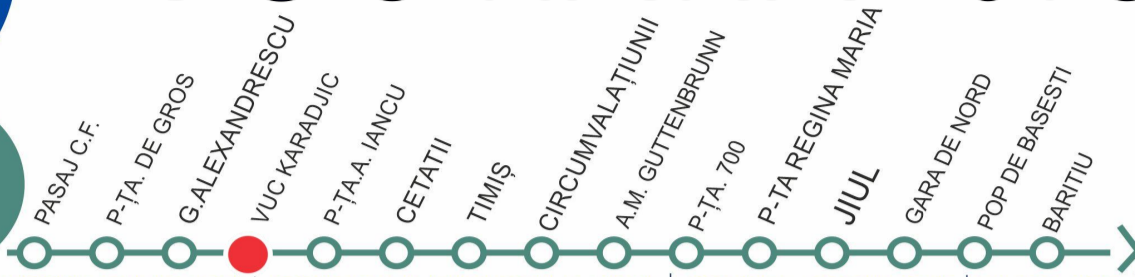 PASAJ C.F.
P-ȚA. DE GROS
G.ALEXANDRESCU
VUC KARADJIC
P-ȚA.A. IANCU
CETATII
TIMIȘ
CIRCUMVALAȚIUNII
A.M. GUTTENBRUNN
P-ȚA. 700
P-TA REGINA MARIA
JIUL
GARA DE NORD
POP DE BASESTI
BARITIU